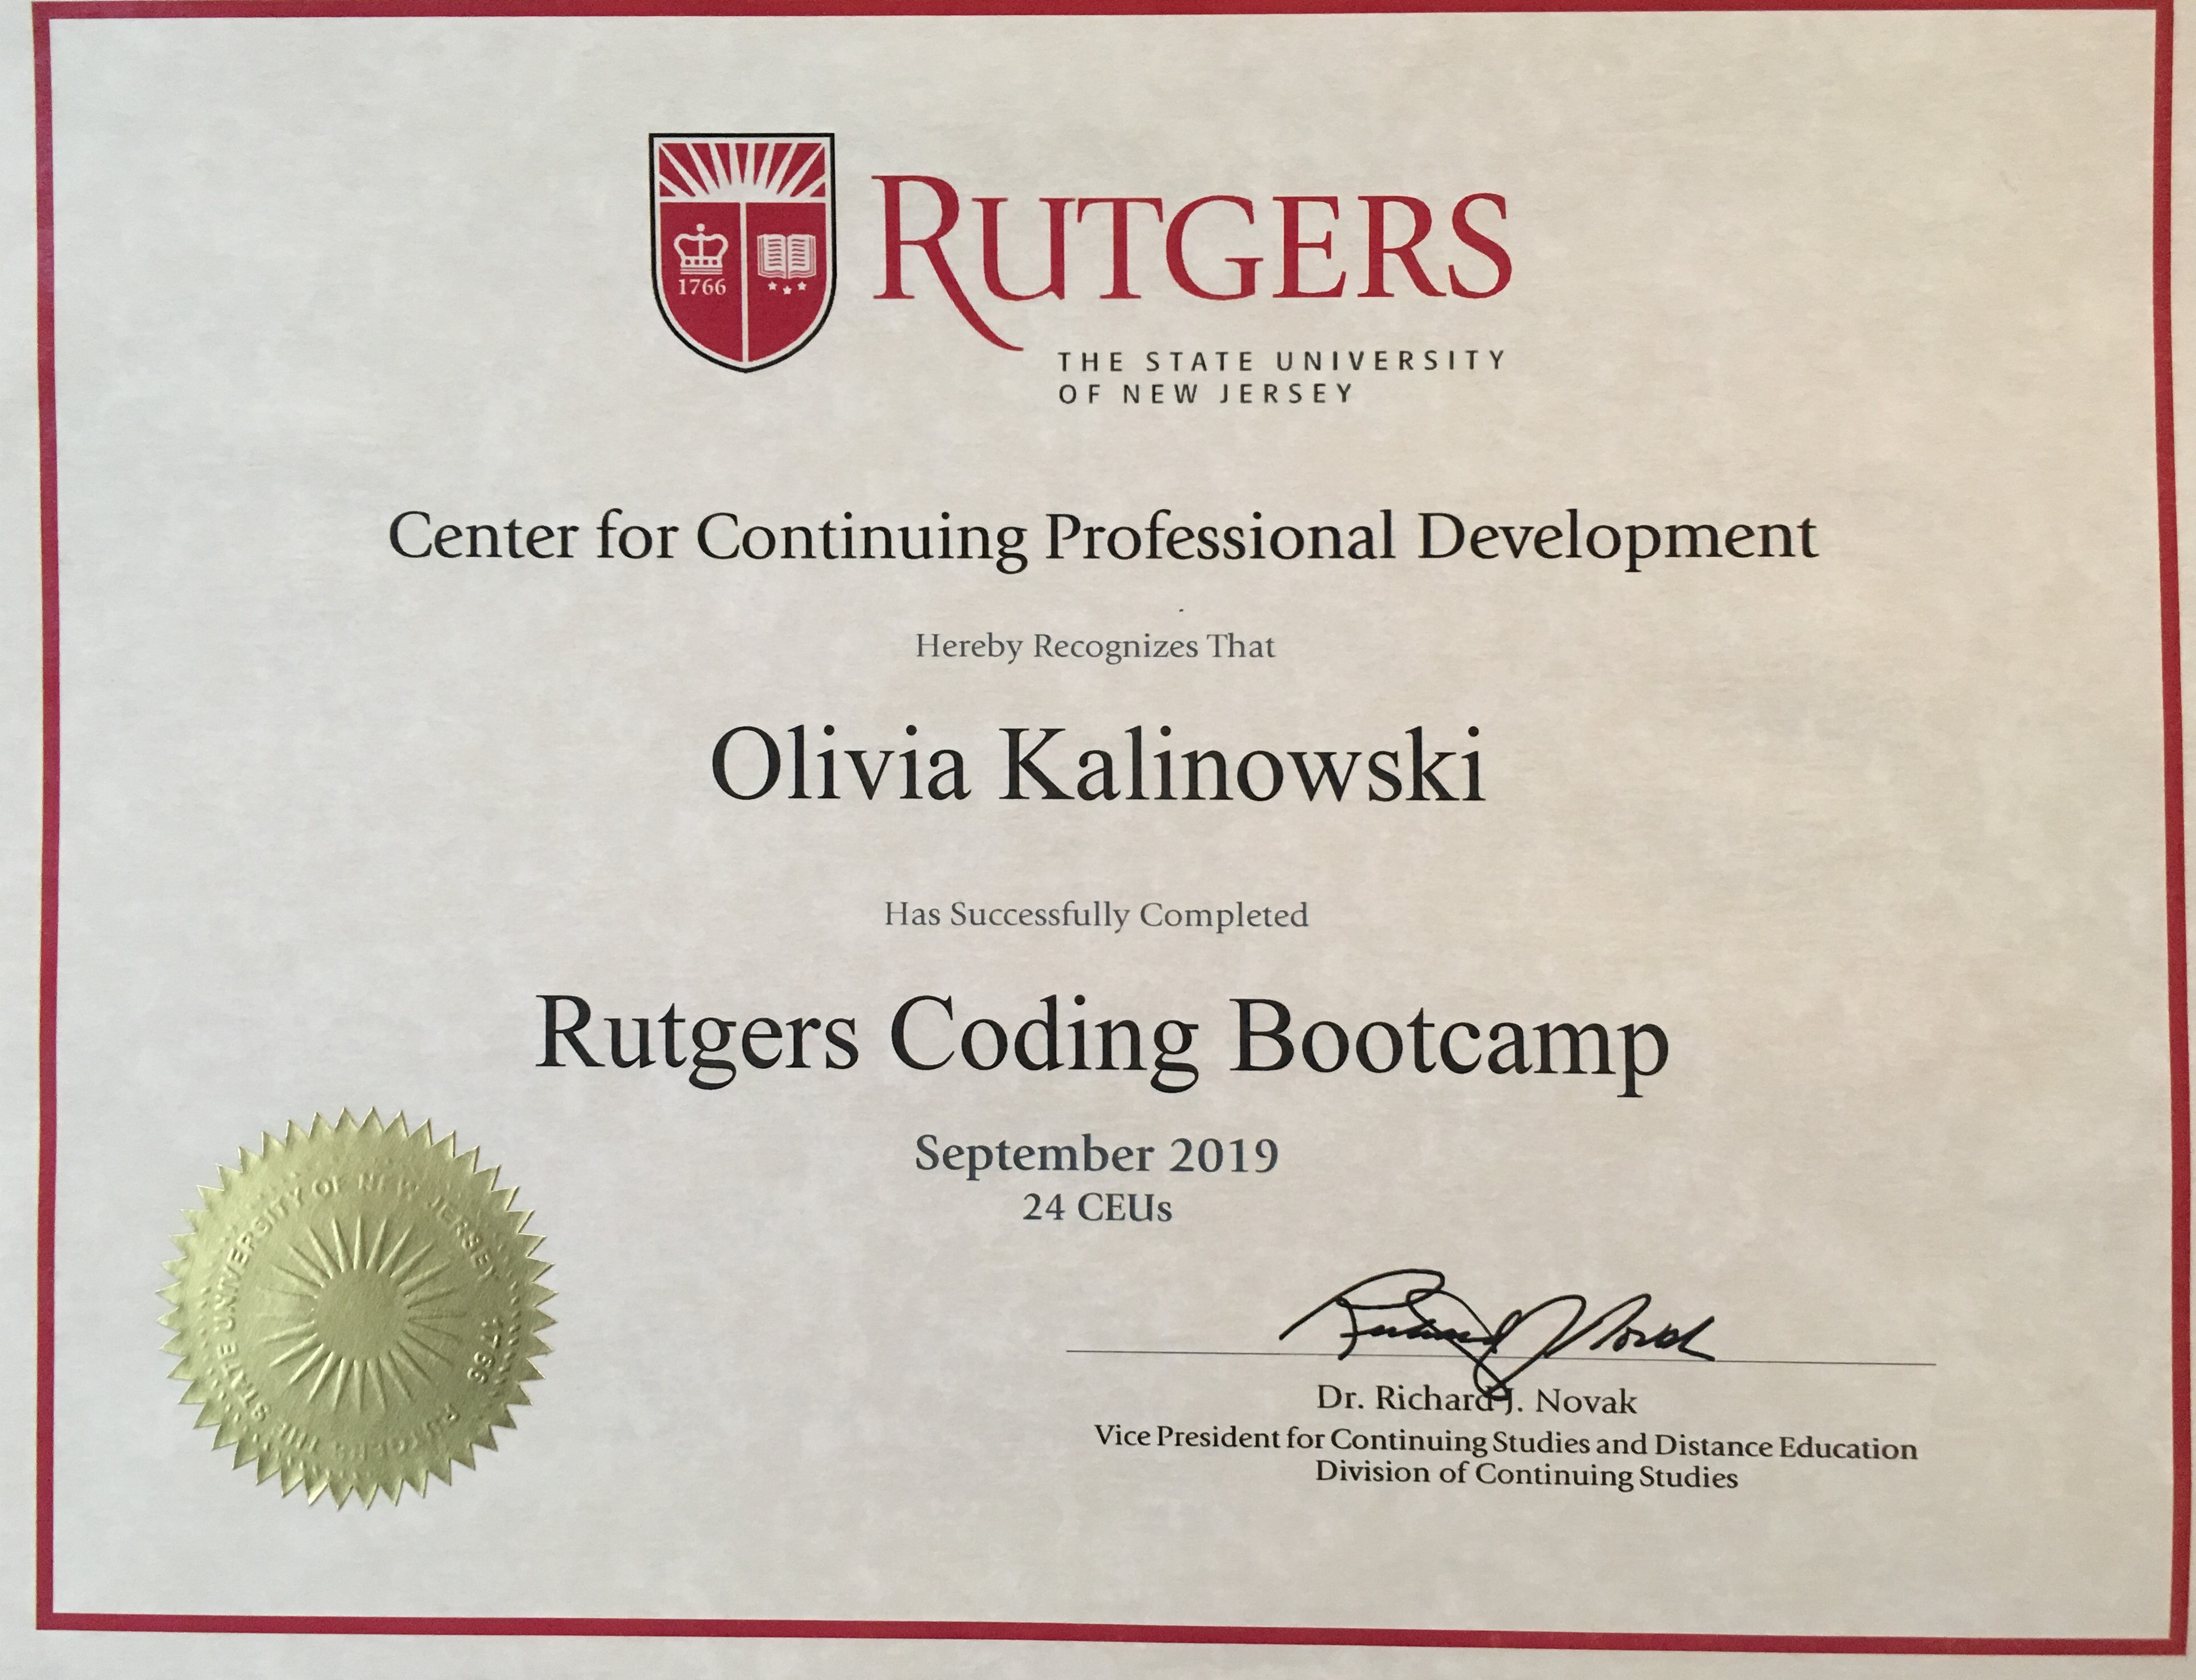 1766
RUTGERS
THE STATE UNIVERSITY
OF NEW JERSEY
Center for Continuing Professional Development
Hereby Recognizes That
Olivia Kalinowski
Has Successfully Completed
Rutgers Coding Bootcamp
September 2019
24 CEUs
RUTGERS THE STATE UNIVERSITY OF NEW JERSEY 1766
Richard J Novak
Dr. Richard J. Novak
Vice President for Continuing Studies and Distance Education
Division of Continuing Studies